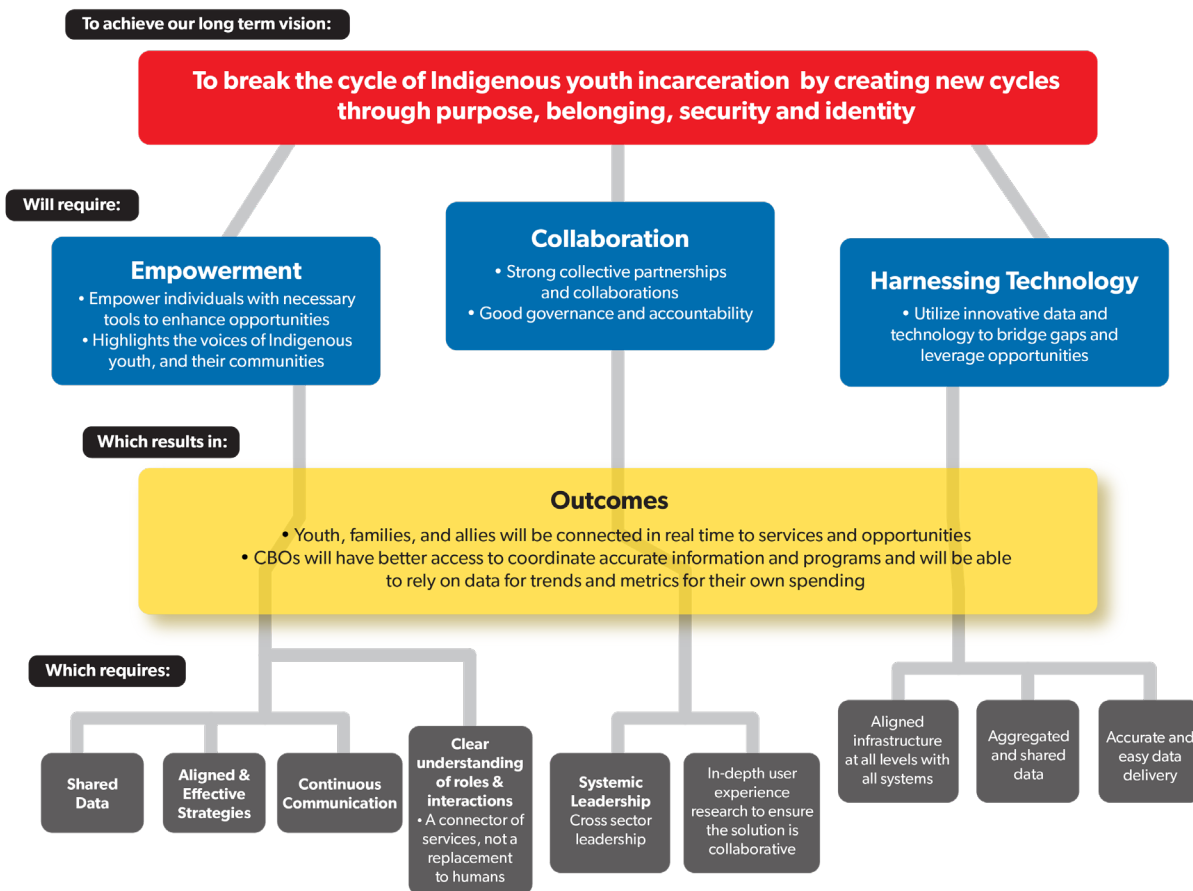 To achieve our long term vision:
To break the cycle of Indigenous youth incarceration by creating new cycles
through purpose, belonging, security and identity
Will require:
Empowerment
• Empower individuals with necessary
tools to enhance opportunities
• Highlights the voices of Indigenous
youth, and their communities
Collaboration
• Strong collective partnerships
and collaborations
• Good governance and accountability
Harnessing Technology
• Utilize innovative data and
technology to bridge gaps and
leverage opportunities
Which results in:
Outcomes
• Youth, families, and allies will be connected in real time to services and opportunities
• CBOs will have better access to coordinate accurate information and programs and will be able
to rely on data for trends and metrics for their own spending
Which requires:
Shared
Data
Aligned &
Effective
Strategies
Continuous
Communication
Clear
understanding
of roles &
interactions
• A connector of
services, not a
replacement
to humans
Systemic
Leadership
Cross sector
leadership
In-depth user
experience
research to ensure
the solution is
collaborative
Aligned
infrastructure
at all levels with
all systems
Aggregated
and shared
data
Accurate and
easy data
delivery